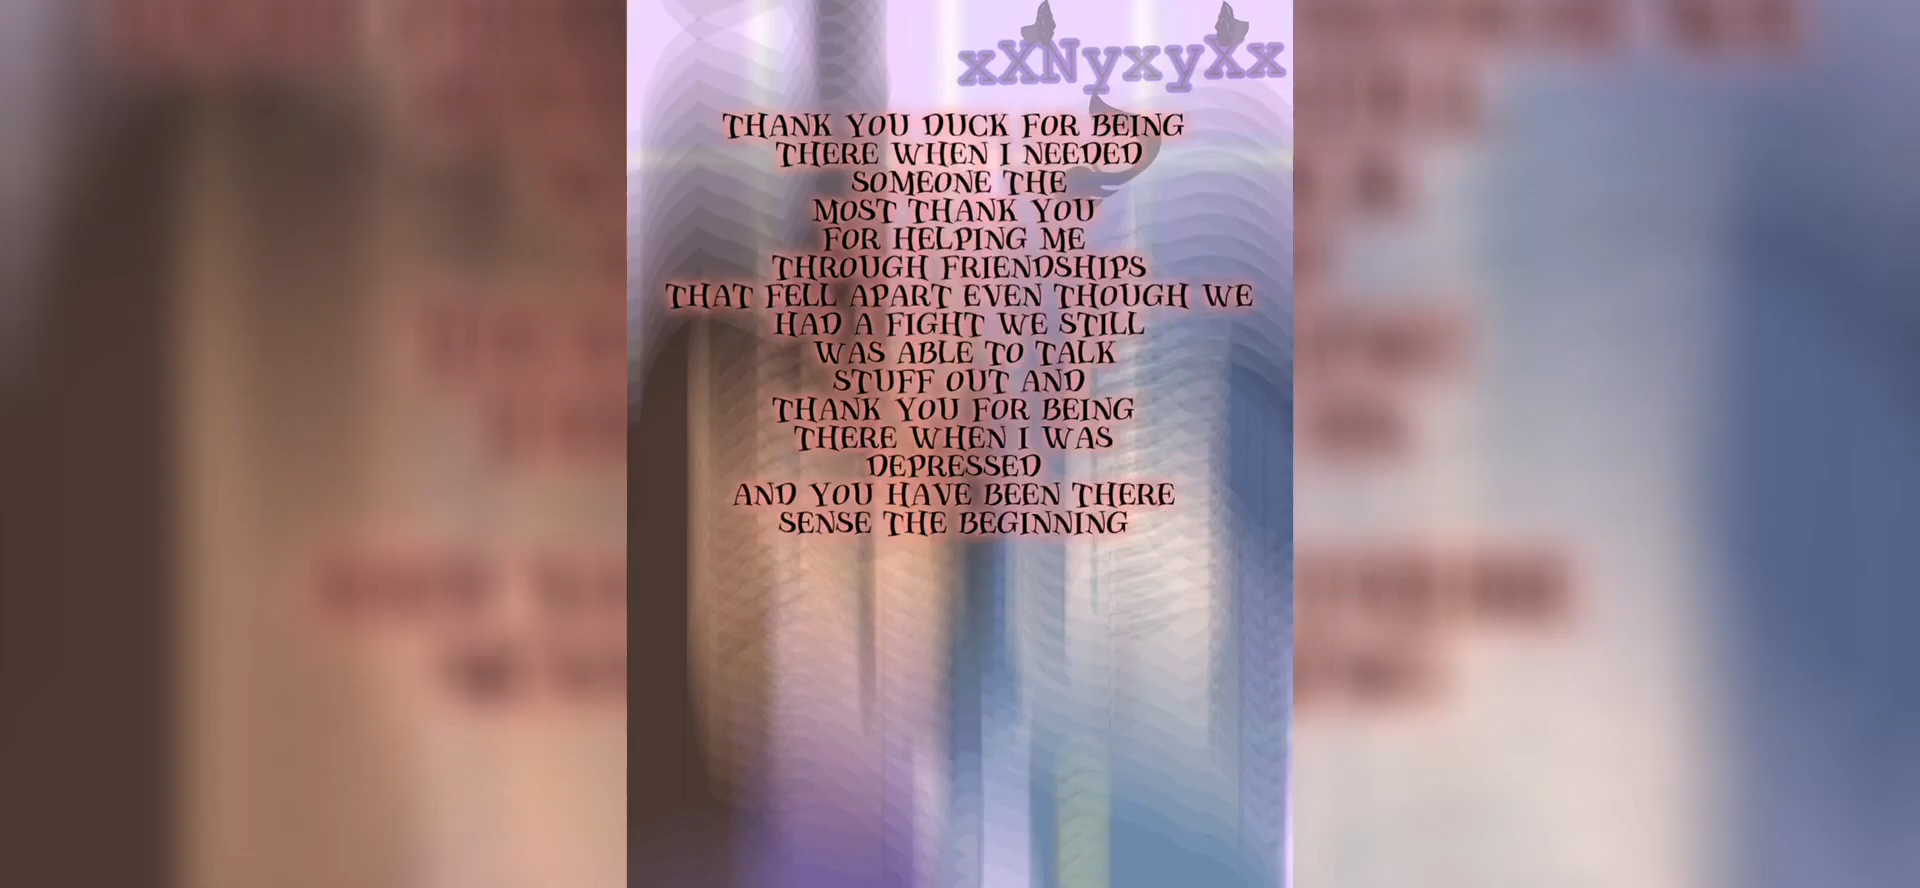 xXNyxyXx
THANK YOU DUCK FOR BEING
THERE WHEN I NEEDED
SOMEONE THE
MOST THANK YOU
FOR HELPING ME
THROUGH FRIENDSHIPS
THAT FELL APART EVEN THOUGH WE
HAD A FIGHT WE STILL
WAS ABLE TO TALK
STUFF OUT AND
THANK YOU FOR BEING
THERE WHEN I WAS
DEPRESSED
AND YOU HAVE BEEN THERE
SENSE THE BEGINNING